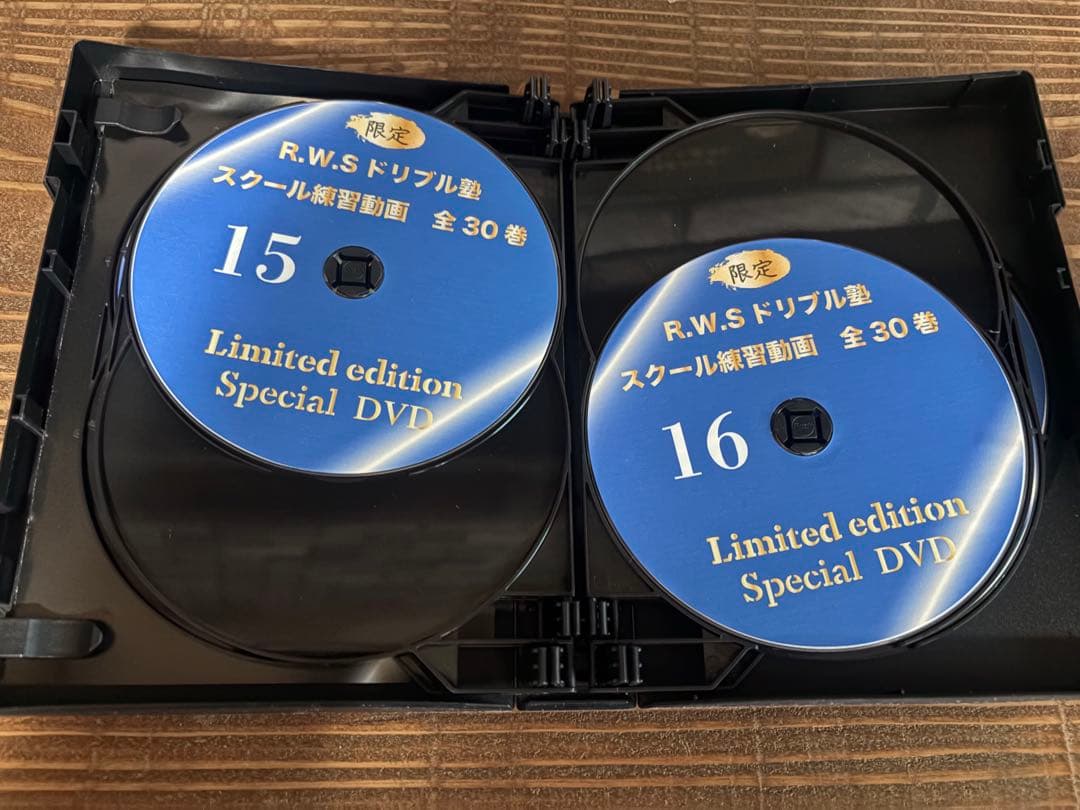 限定
R.W.Sドリブル塾
スクール練習動画 全30巻
15
Limited edition
Special DVD
限定
R.W.Sドリブル塾
スクール練習動画 全30巻
16
Limited edition
Special DVD